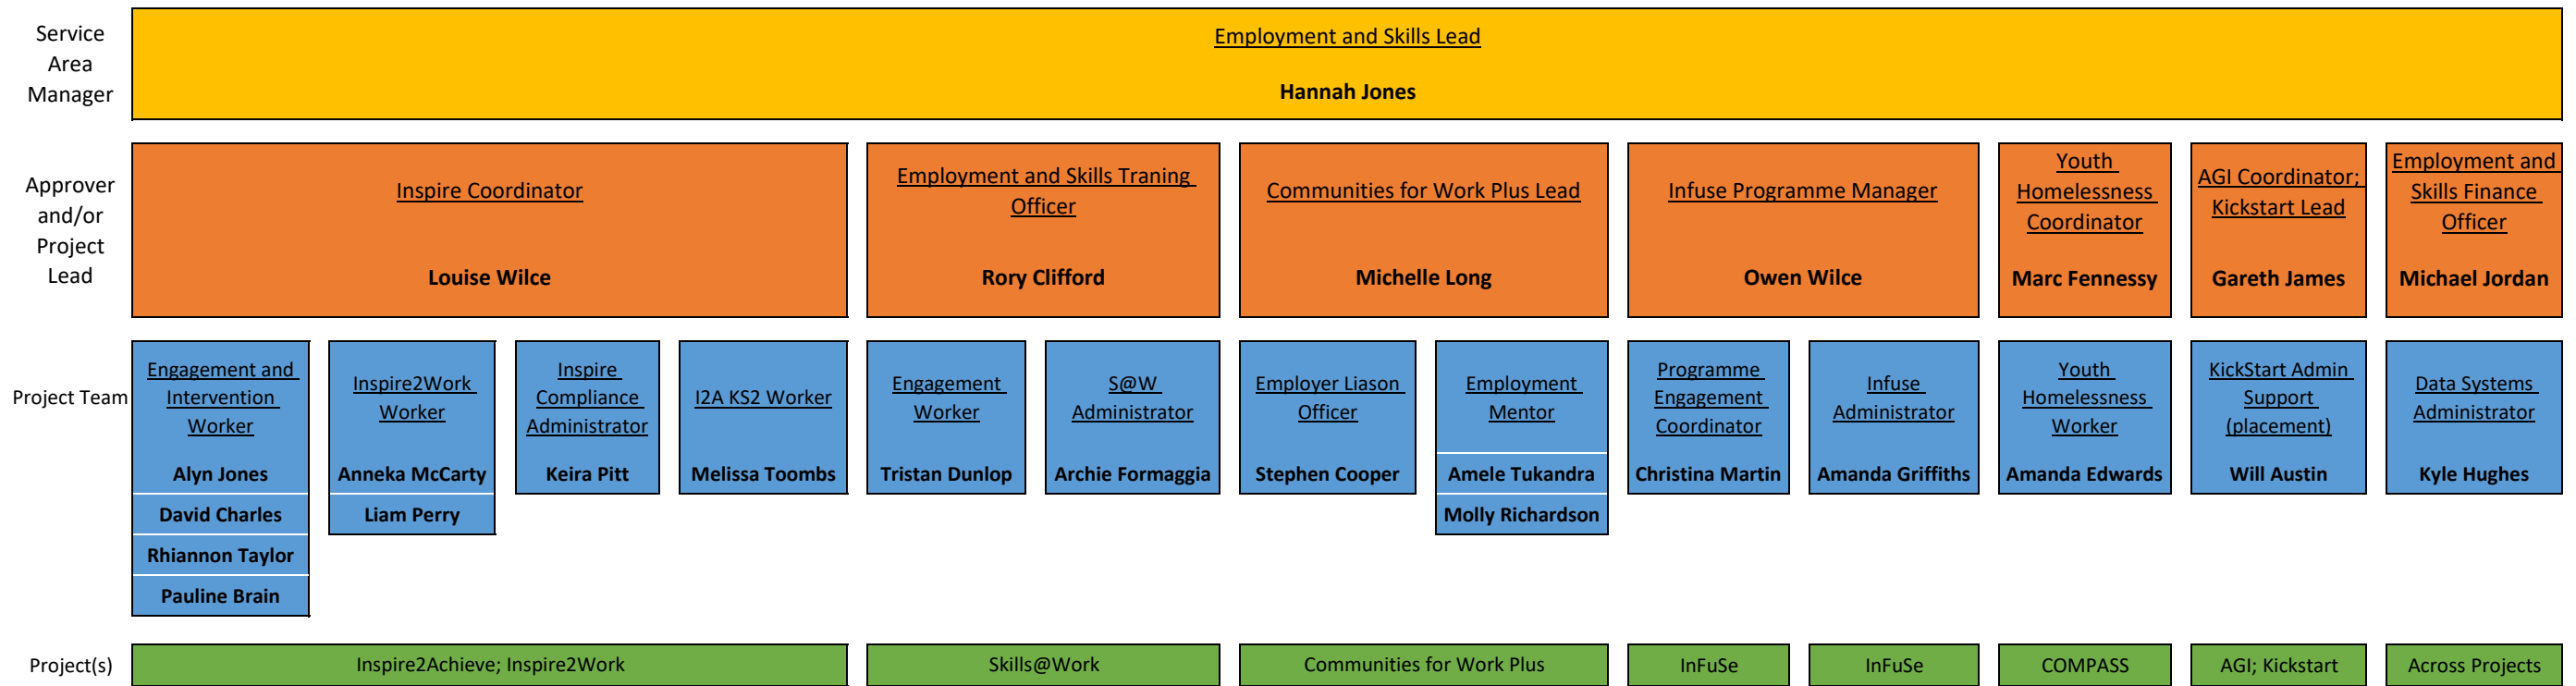 Service
Area
Manager
Employment and Skills Lead
Hannah Jones
Approver
and/or
Project
Lead
Inspire Coordinator
Louise Wilce
Employment and Skills Traning
Officer
Rory Clifford
Communities for Work Plus Lead
Michelle Long
Infuse Programme Manager
Owen Wilce
Youth
Homelessness
Coordinator
Marc Fennessy
AGI Coordinator;
Kickstart Lead
Gareth James
Employment and
Skills Finance
Officer
Michael Jordan
Project Team
Engagement and
Intervention
Worker
Alyn Jones
David Charles
Rhiannon Taylor
Pauline Brain
Inspire2Work
Worker
Anneka McCarty
Liam Perry
Inspire
Compliance
Administrator
Keira Pitt
I2A KS2 Worker
Melissa Toombs
Engagement
Worker
Tristan Dunlop
S@W
Administrator
Archie Formaggia
Employer Liason
Officer
Stephen Cooper
Employment
Mentor
Amele Tukandra
Molly Richardson
Programme
Engagement
Coordinator
Christina Martin
Infuse
Administrator
Amanda Griffiths
Youth
Homelessness
Worker
Amanda Edwards
KickStart Admin
Support
(placement)
Will Austin
Data Systems
Administrator
Kyle Hughes
Project(s)
Inspire2Achieve; Inspire2Work
Skills@Work
Communities for Work Plus
InFuSe
InFuSe
COMPASS
AGI; Kickstart
Across Projects